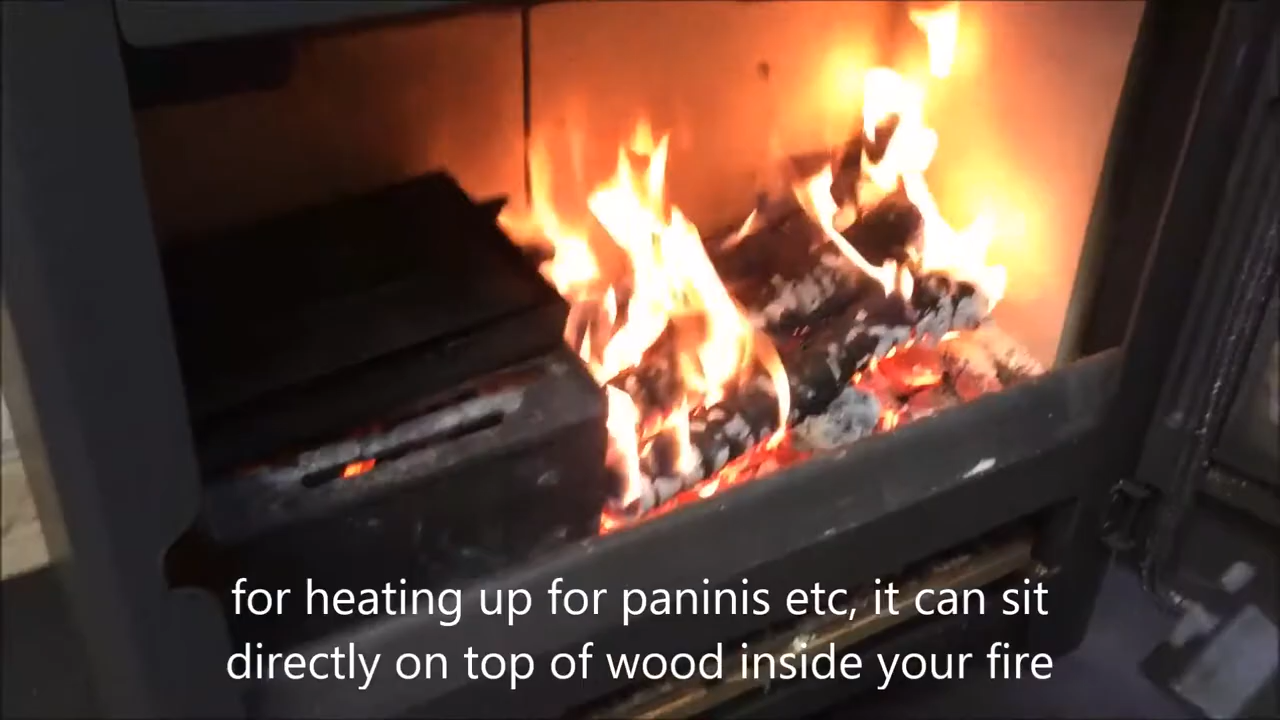 for heating up for paninis etc, it can sit
directly on top of wood inside your fire